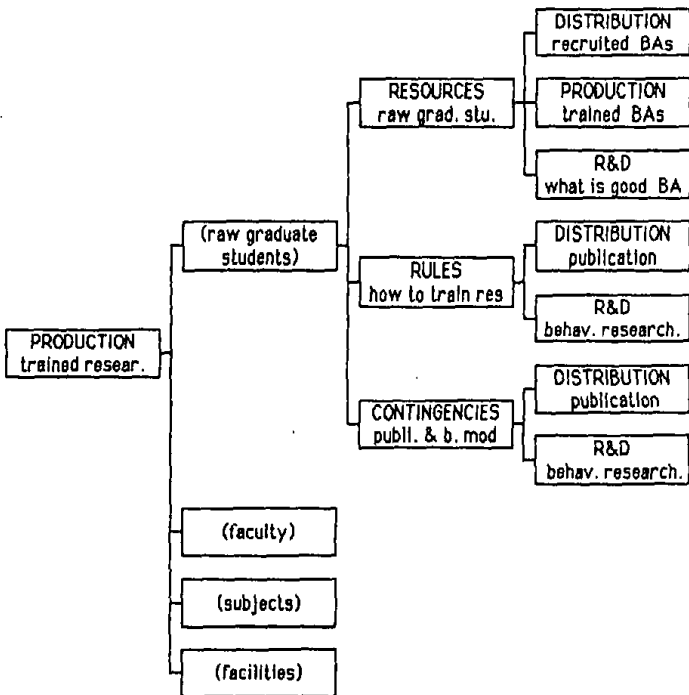 DISTRIBUTION
recruited BAs
RESOURCES
raw grad. stu.
PRODUCTION
trained BAs
R&D
what is good BA
(raw graduate
students)
DISTRIBUTION
publication
RULES
how to train res
R&D
behav. research.
PRODUCTION
trained resear.
DISTRIBUTION
publication
CONTINGENCIES
publ. & b. mod
R&D
behav. research.
(faculty)
(subjects)
(facilities)